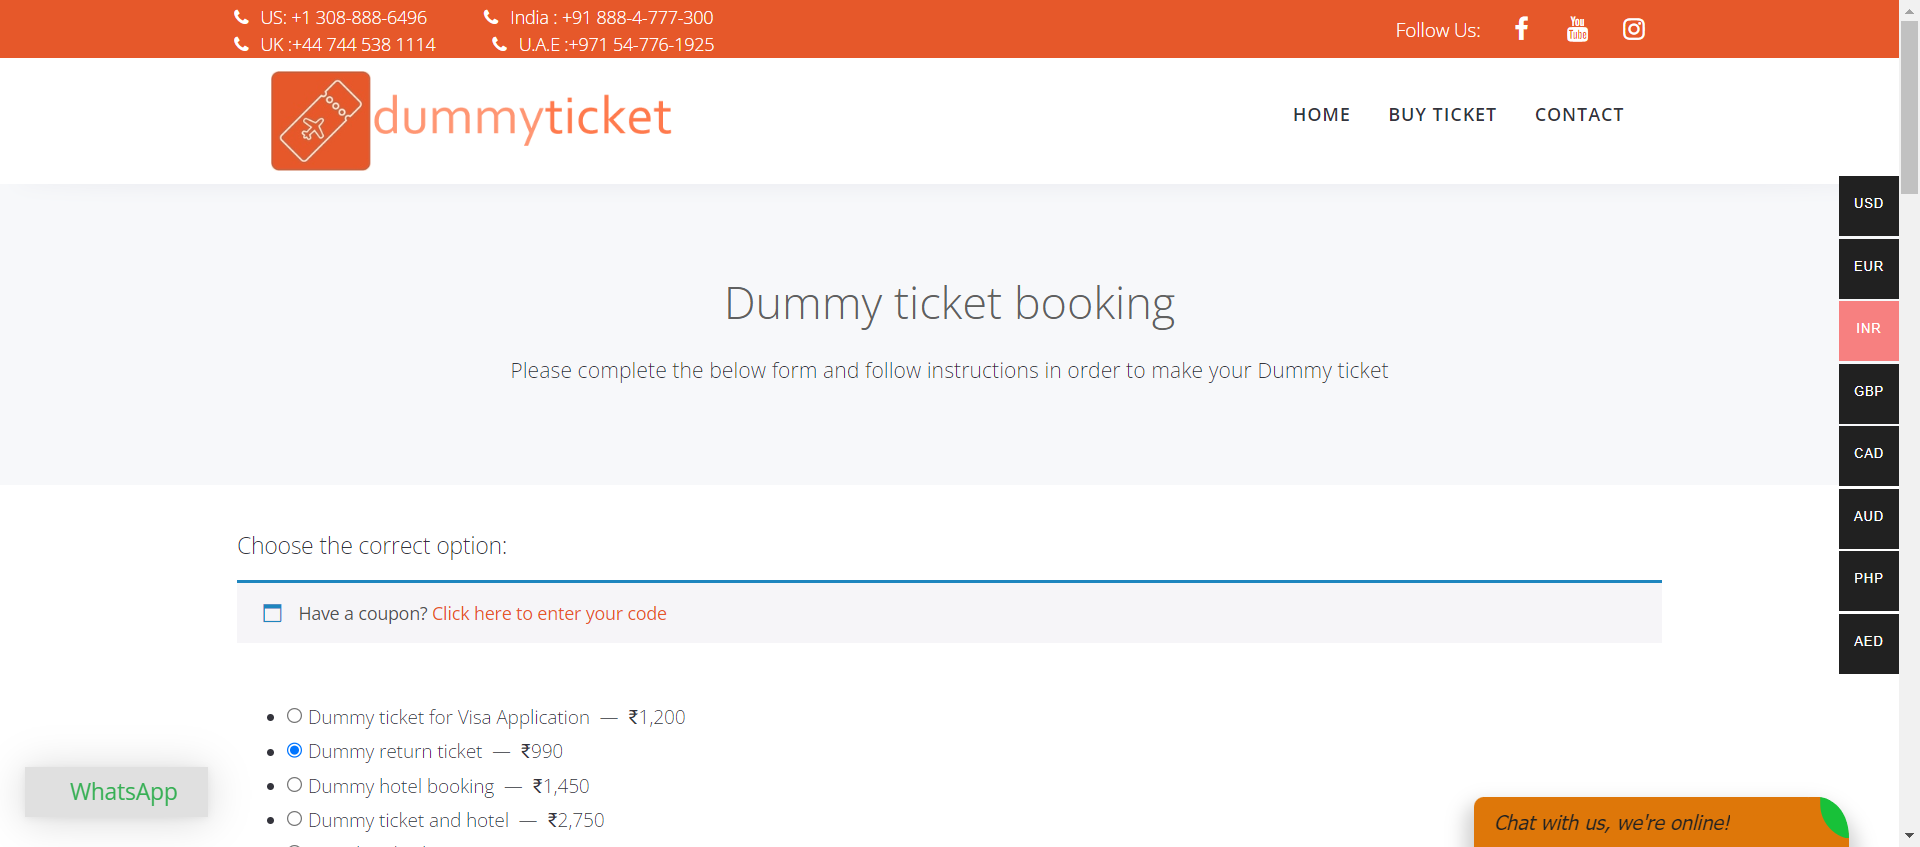 US: +1 308-888-6496 India : +91 888-4-777-300
UK :+44 744 538 1114 U.A.E :+971 54-776-1925
Follow Us:
You
Tube
dummyticket
HOME BUY TICKET CONTACT
USD
EUR
INR
GBP
CAD
AUD
PHP
AED
Dummy ticket booking
Please complete the below form and follow instructions in order to make your Dummy ticket
Choose the correct option:
Have a coupon? Click here to enter your code
Dummy ticket for Visa Application — ₹1,200
Dummy return ticket — ₹990
Dummy hotel booking — ₹1,450
Dummy ticket and hotel — ₹2,750
WhatsApp
Chat with us, we're online!